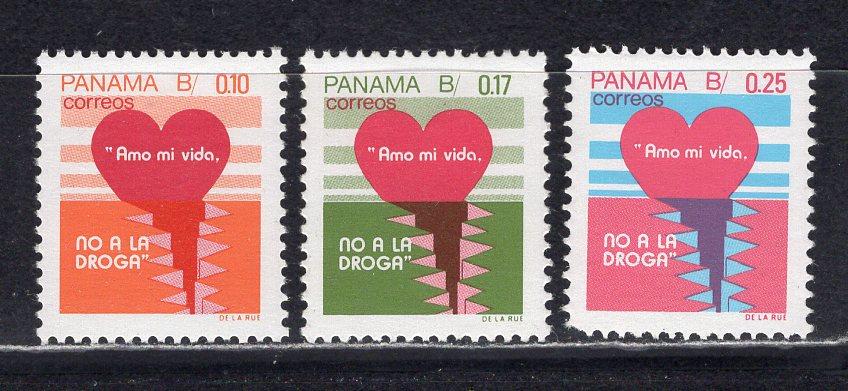 PANAMA B/ 0.10
correos
"Amo mi vida,
NO A LA
DROGA"
DE LA RUE
PANAMA B/ 0.17
correos
"Amo mi vida,
NO A LA
DROGA"
DE LA RUE
PANAMA B/ 0.25
correos
"Amo mi vida,
NO A LA
DROGA"
DE LA RUE